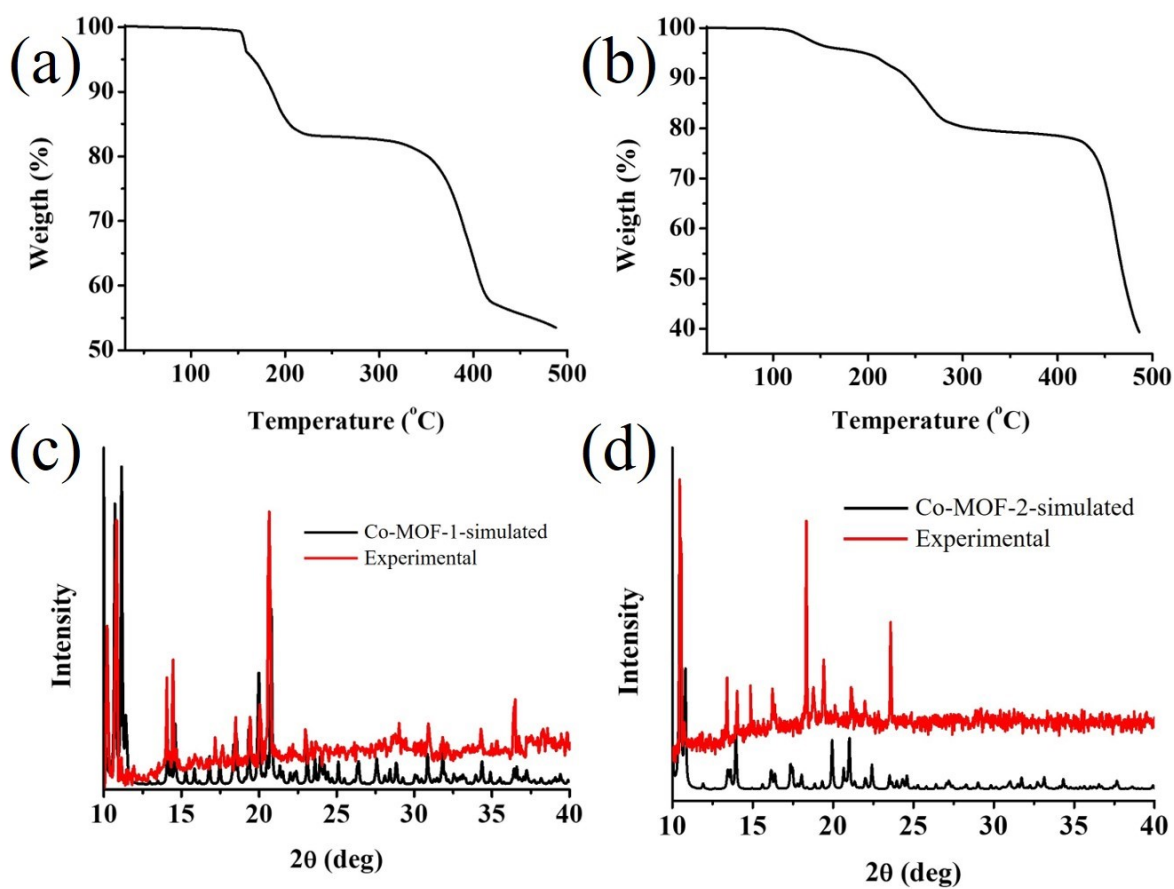 (a)
Weigth (%)
100
90
80
70
60
50
100 200 300 400 500
Temperature (°C)
(b)
Weigth (%)
100
90
80
70
60
50
40
100 200 300 400 500
Temperature (°C)
(c)
Intensity
Co-MOF-1-simulated
Experimental
10 15 20 25 30 35 40
2θ (deg)
(d)
Intensity
Co-MOF-2-simulated
Experimental
10 15 20 25 30 35 40
2θ (deg)